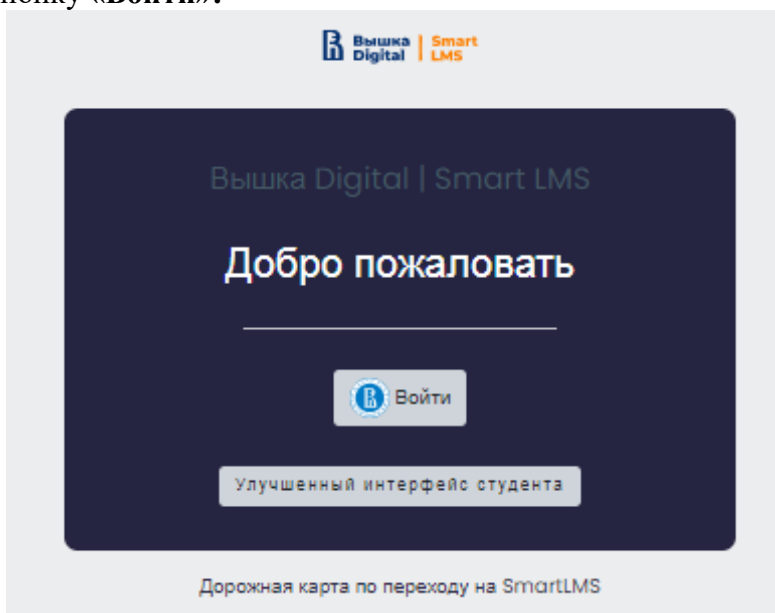 «Войти».
Вышка | Smart
Digital | LMS
Вышка Digital | Smart LMS
Добро пожаловать
Войти
Улучшенный интерфейс студента
Дорожная карта по переходу на SmartLMS